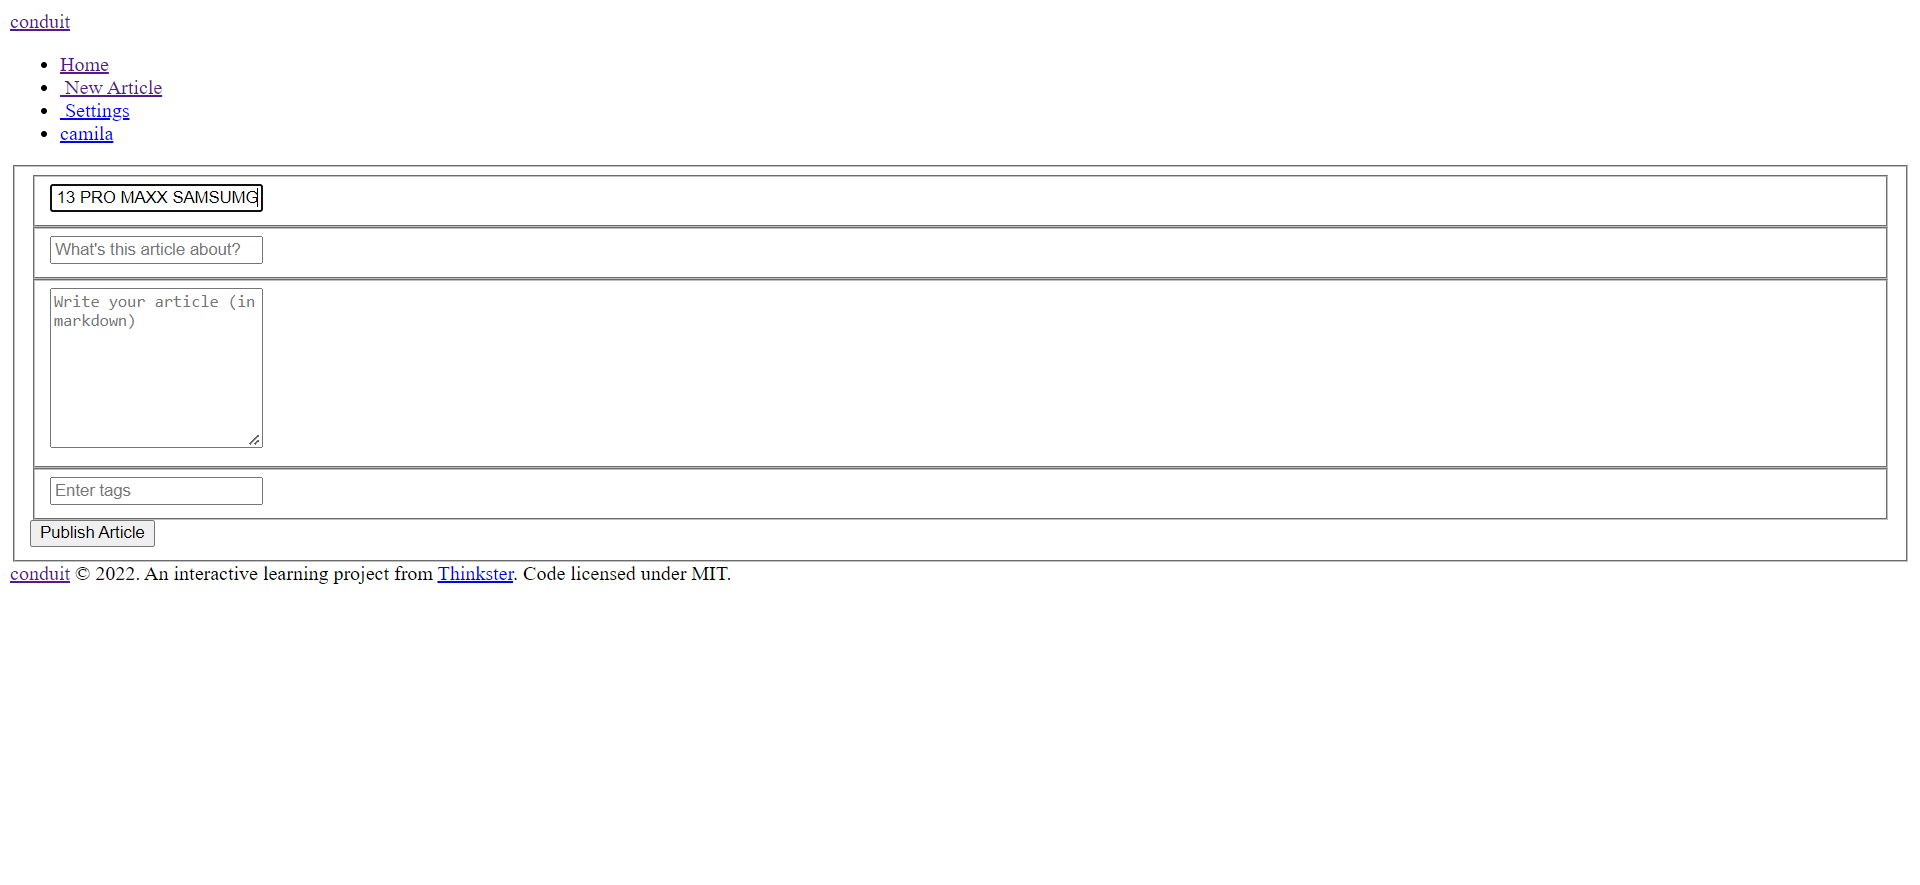 conduit
Home
New Article
Settings
camila
13 PRO MAXX SAMSUMG
What's this article about?
Write your article (in
markdown)
Enter tags
Publish Article
conduit © 2022. An interactive learning project from Thinkster. Code licensed under MIT.